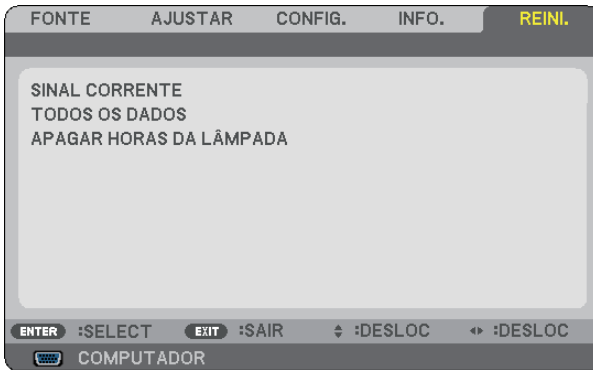 FONTE AJUSTAR CONFIG. INFO. REINI.
SINAL CORRENTE
TODOS OS DADOS
APAGAR HORAS DA LÂMPADA
ENTER :SELECT EXIT :SAIR :DESLOC :DESLOC
COMPUTADOR